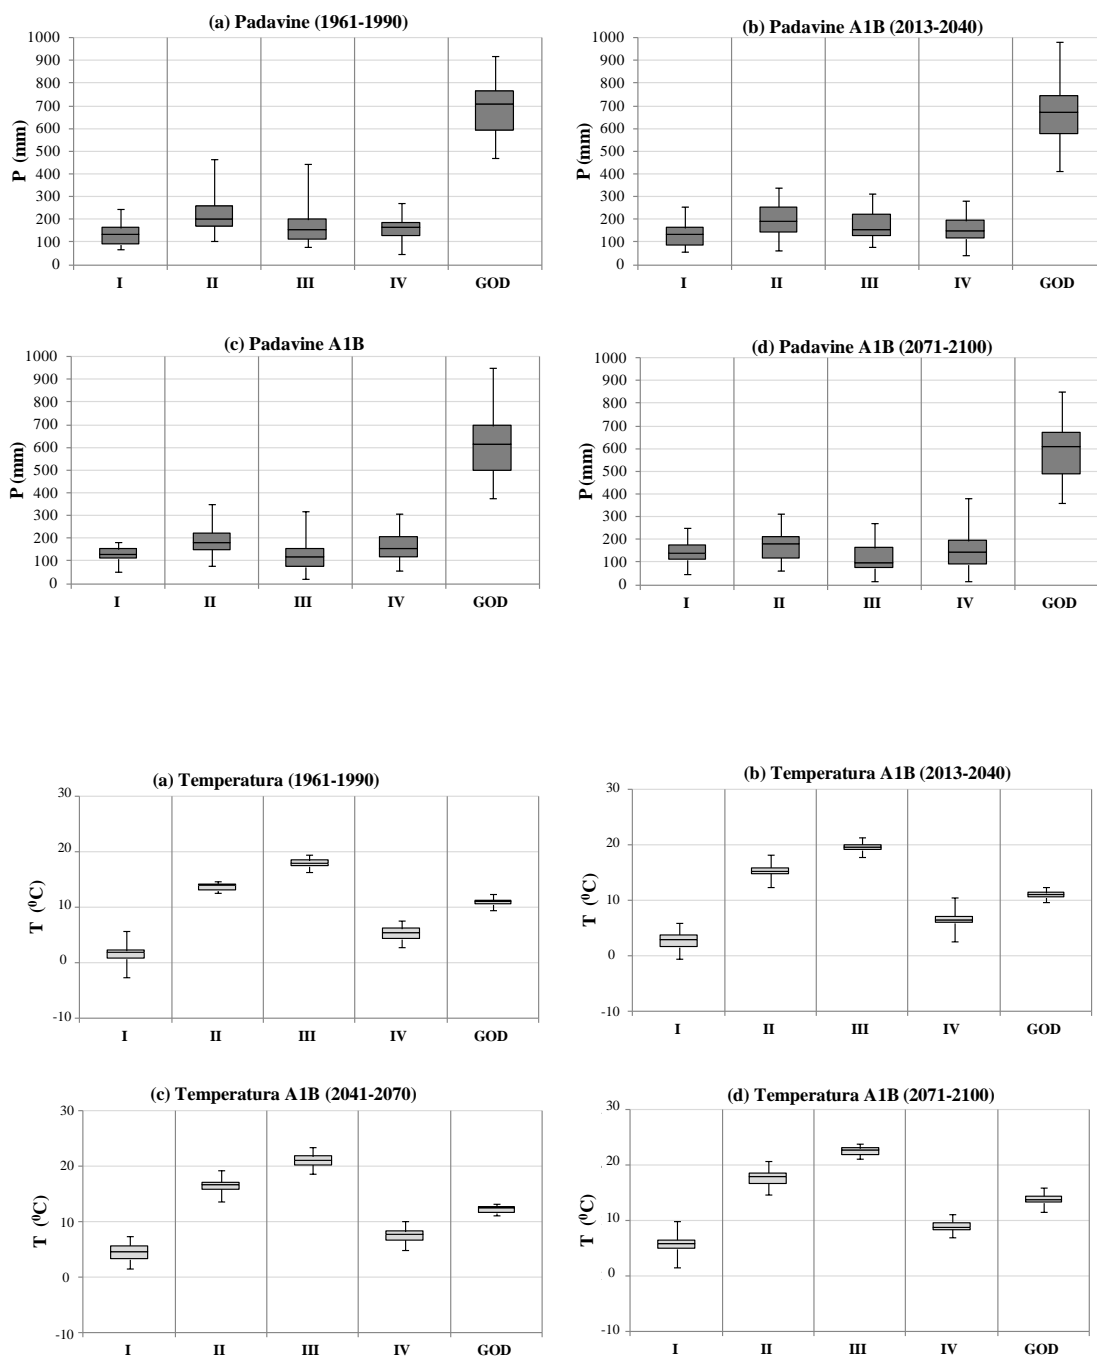 (a) Padavine (1961-1990)
1000
900
800
700
600
500
400
300
200
100
0
P (mm)
I II III IV GOD
(b) Padavine A1B (2013-2040)
1000
900
800
700
600
500
400
300
200
100
0
P (mm)
I II III IV GOD
(c) Padavine A1B
1000
900
800
700
600
500
400
300
200
100
0
P (mm)
I II III IV GOD
(d) Padavine A1B (2071-2100)
1000
900
800
700
600
500
400
300
200
100
0
P (mm)
I II III IV GOD
(a) Temperatura (1961-1990)
30
20
10
0
-10
T (⁰C)
I II III IV GOD
(b) Temperatura A1B (2013-2040)
30
20
10
0
-10
T (⁰C)
I II III IV GOD
(c) Temperatura A1B (2041-2070)
30
20
10
0
-10
T (⁰C)
I II III IV GOD
(d) Temperatura A1B (2071-2100)
30
20
10
0
-10
T (⁰C)
I II III IV GOD